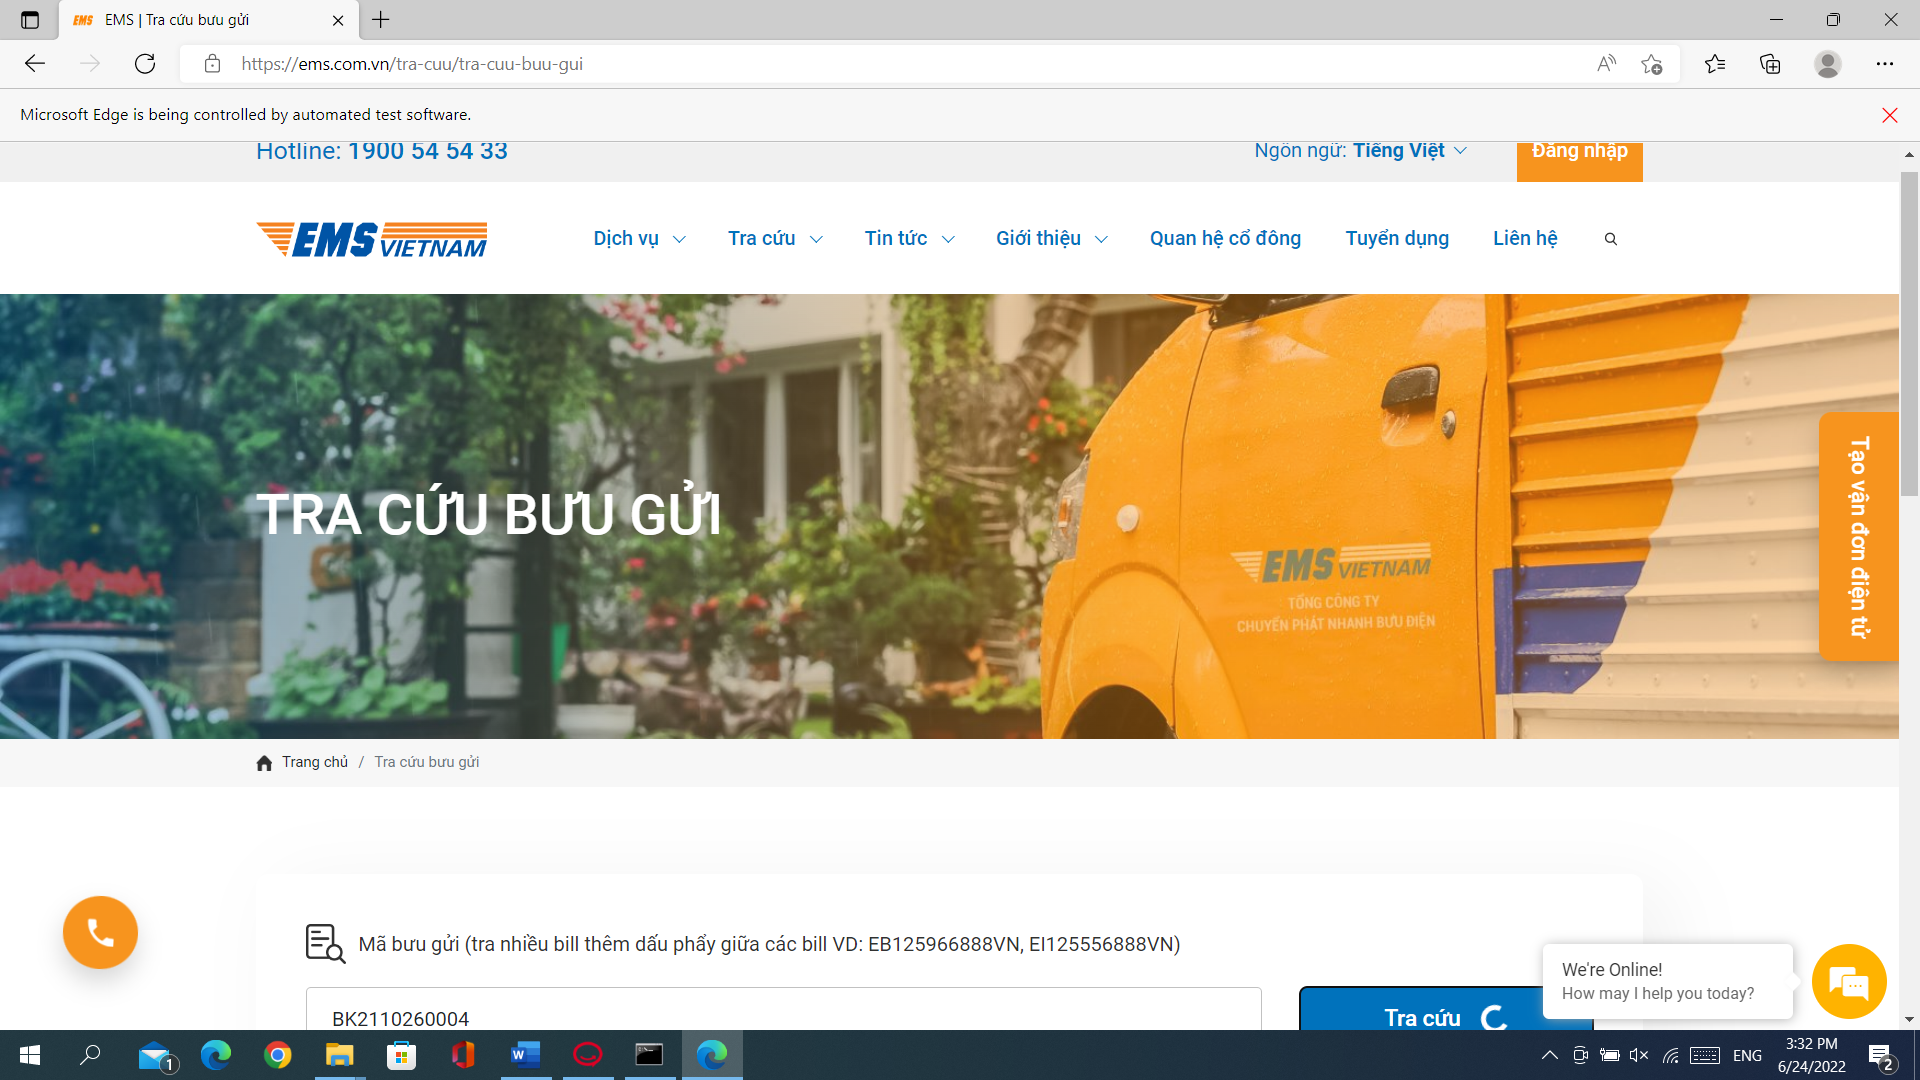 EMS | Tra cứu bưu gửi
https://ems.com.vn/tra-cuu/tra-cuu-buu-gui
Microsoft Edge is being controlled by automated test software.
Hotline: 1900 54 54 33
Ngôn ngữ: Tiếng Việt
Đăng nhập
EMS VIETNAM
Dịch vụ
Tra cứu
Tin tức
Giới thiệu
Quan hệ cổ đông
Tuyển dụng
Liên hệ
TRA CỨU BƯU GỬI
EMS VIETNAM
TỔNG CÔNG TY
CHUYỂN PHÁT NHANH BƯU ĐIỆN
Tạo vận đơn điện tử
Trang chủ / Tra cứu bưu gửi
Mã bưu gửi (tra nhiều bill thêm dấu phẩy giữa các bill VD: EB125966888VN, EI125556888VN)
BK2110260004
Tra cứu
We're Online!
How may I help you today?
1
ENG
3:32 PM
6/24/2022
2